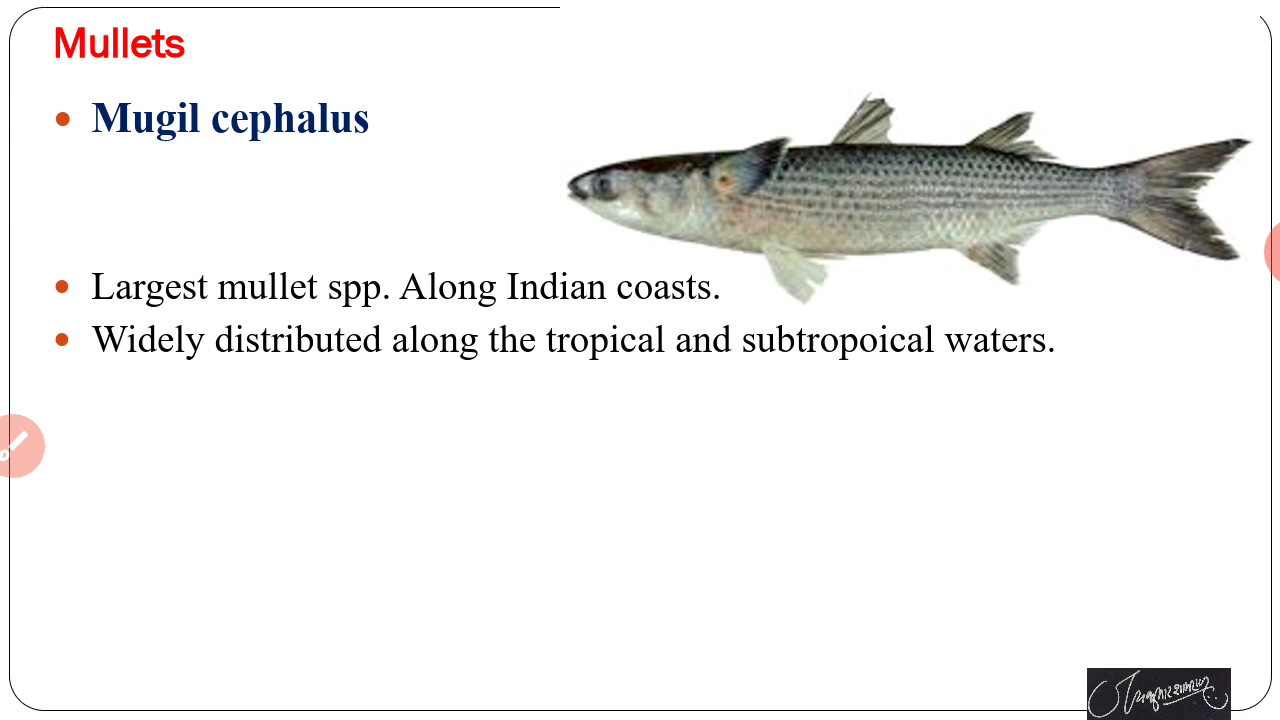 Mullets
Mugil cephalus
Largest mullet spp. Along Indian coasts.
Widely distributed along the tropical and subtropoical waters.